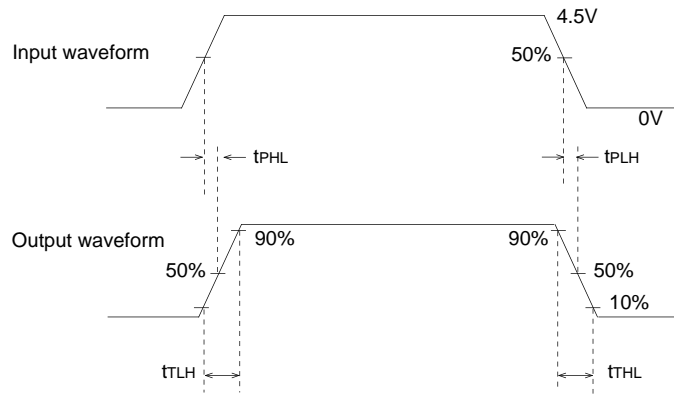 4.5V
Input waveform
50%
0V
tPHL
tPLH
Output waveform
90%
90%
50%
50%
10%
tTLH
tTHL